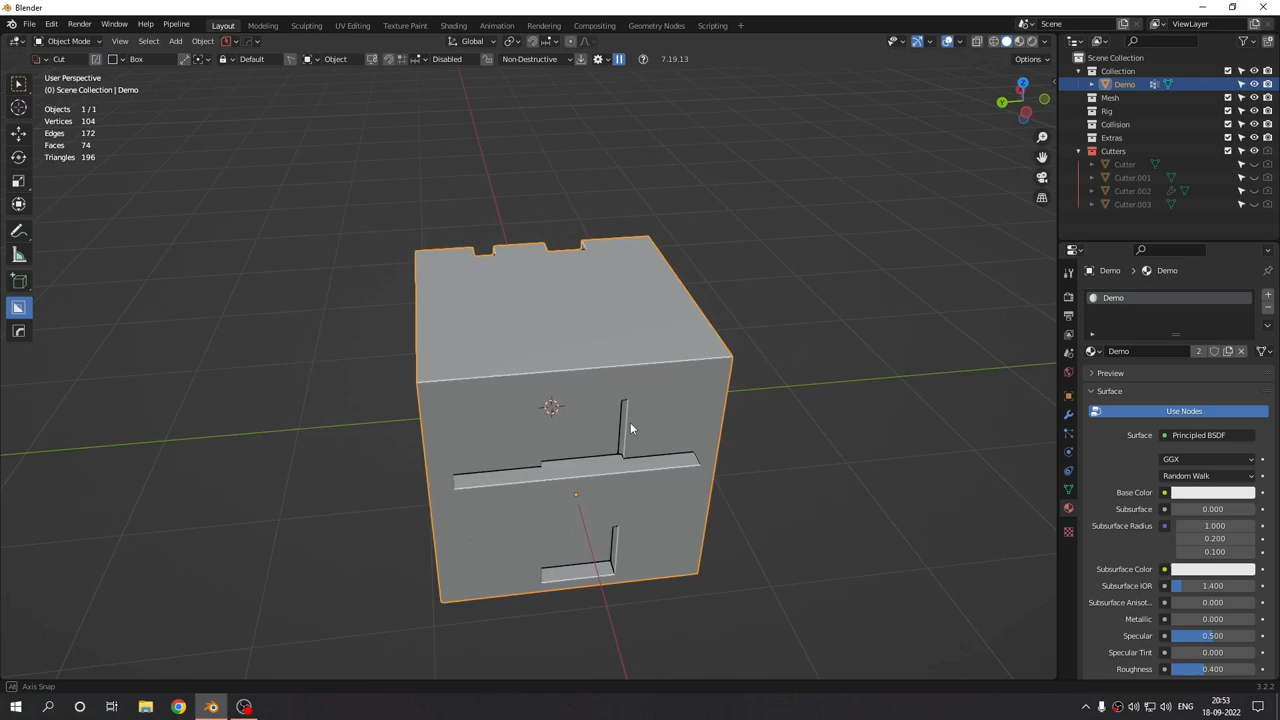 Blender
File Edit Render Window Help Pipeline Layout Modeling Sculpting UV Editing Texture Paint Shading Animation Rendering Compositing Geometry Nodes Scripting Scene ViewLayer
Object Mode View Select Add Object Global Options
Cut Box Default Object Disabled Non-Destructive 7.19.13
User Perspective
(0) Scene Collection | Demo
Objects 1 / 1
Vertices 104
Edges 172
Faces 74
Triangles 196
Z
Y
Scene Collection
Collection
Demo
Mesh
Rig
Collision
Extras
Cutters
Cutter
Cutter.001
Cutter.002
Cutter.003
Demo Demo
Demo
Demo 2
Preview
Surface
Use Nodes
Surface Principled BSDF
GGX
Random Walk
Base Color
Subsurface 0.000
Subsurface Radius 1.000
0.200
0.100
Subsurface Color
Subsurface IOR 1.400
Subsurface Anisot... 0.000
Metallic 0.000
Specular 0.500
Specular Tint 0.000
Roughness 0.400
Alt Axis Snap 3.2.2
ENG 20:53
18-09-2022